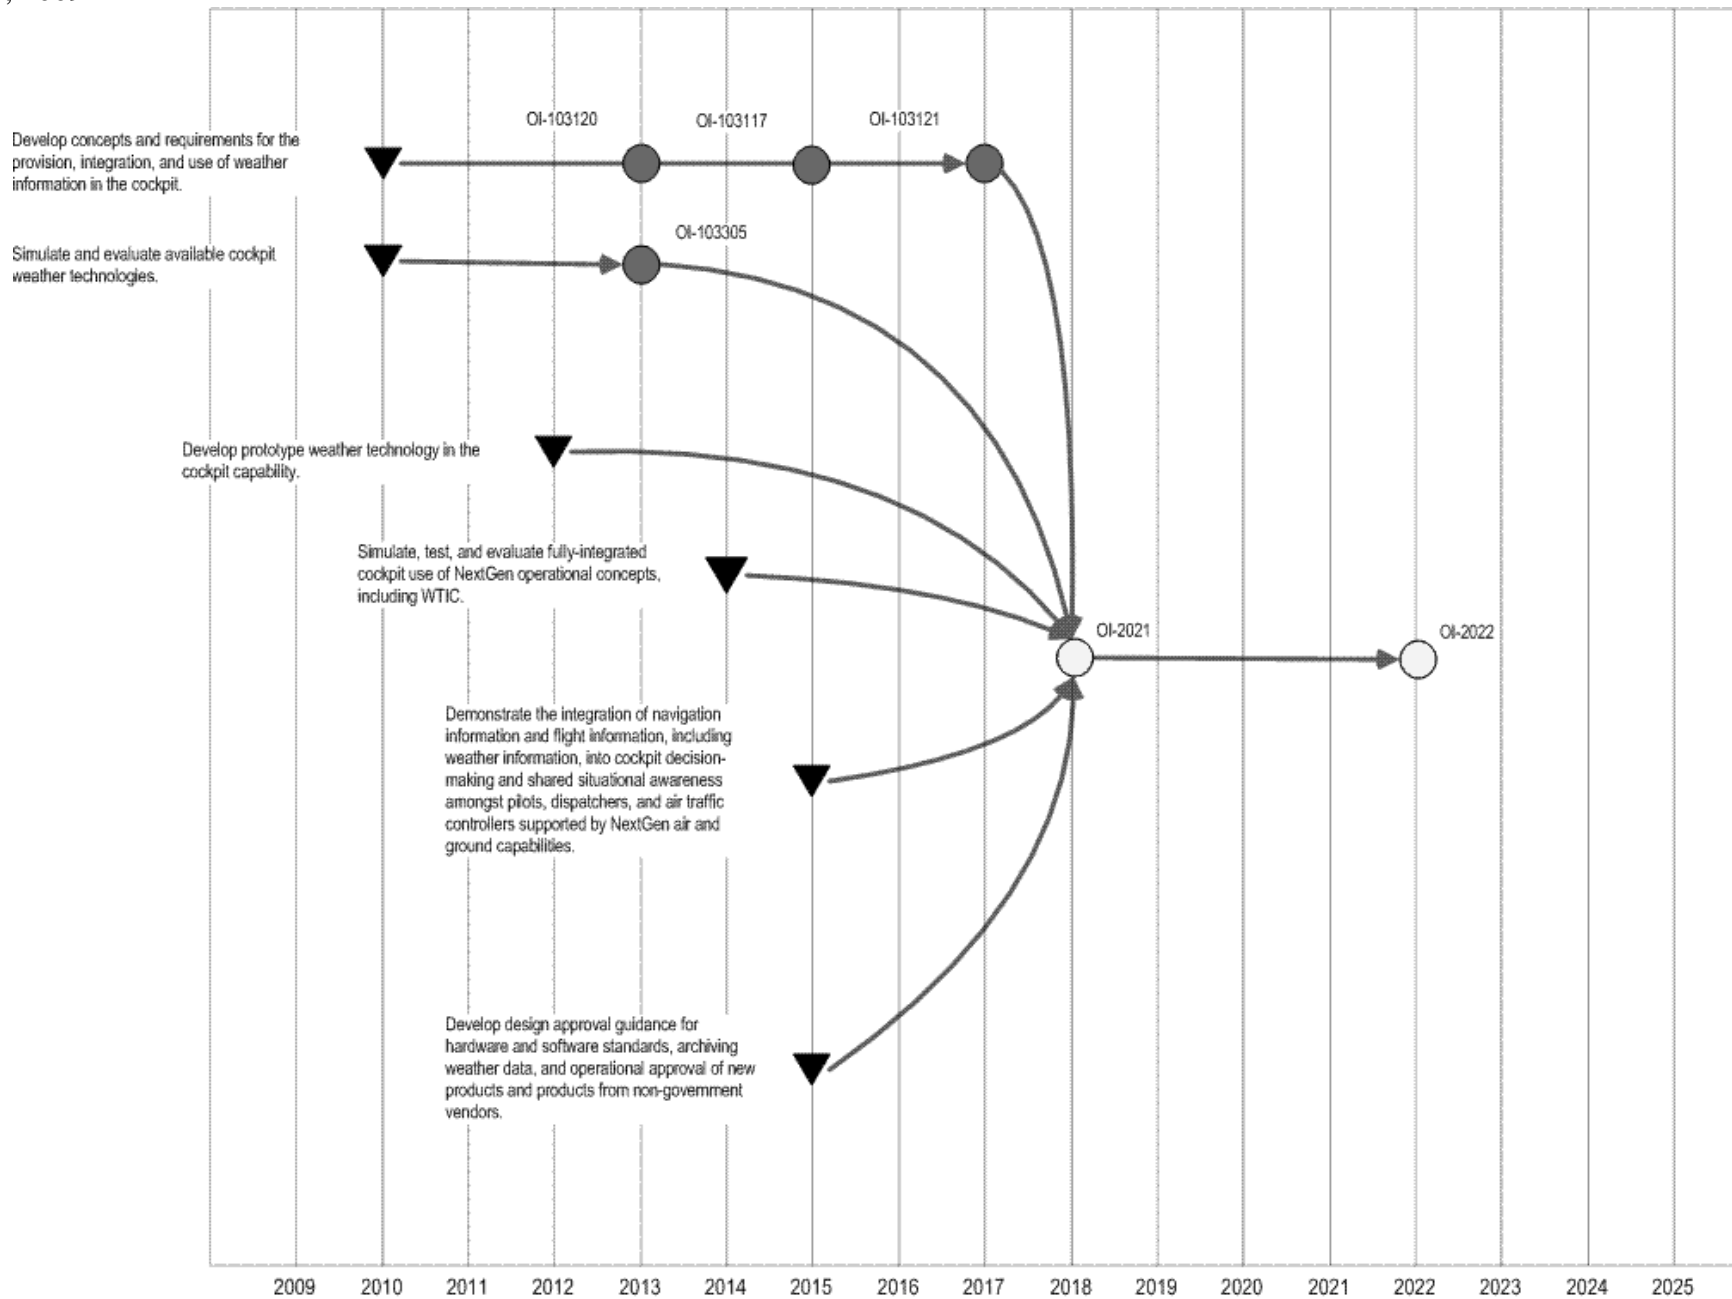 OI-103120
OI-103117
OI-103121
Develop concepts and requirements for the
provision, integration, and use of weather
information in the cockpit.
OI-103305
Simulate and evaluate available cockpit
weather technologies.
Develop prototype weather technology in the
cockpit capability.
Simulate, test, and evaluate fully-integrated
cockpit use of NextGen operational concepts,
including WTIC.
OI-2021
OI-2022
Demonstrate the integration of navigation
information and flight information, including
weather information, into cockpit decision-
making and shared situational awareness
amongst pilots, dispatchers, and air traffic
controllers supported by NextGen air and
ground capabilities.
Develop design approval guidance for
hardware and software standards, archiving
weather data, and operational approval of new
products and products from non-government
vendors.
2009 2010 2011 2012 2013 2014 2015 2016 2017 2018 2019 2020 2021 2022 2023 2024 2025